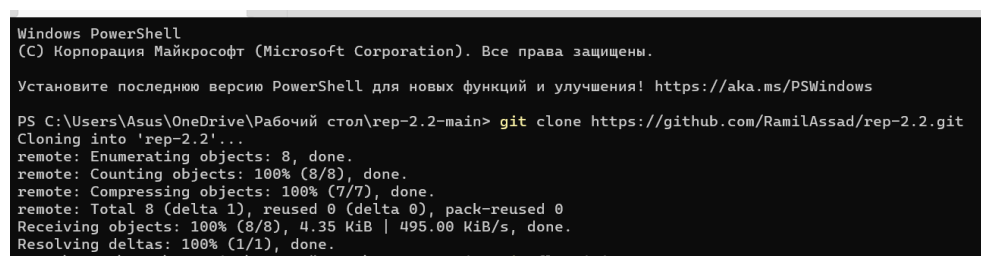 Windows PowerShell
(C) Корпорация Майкрософт (Microsoft Corporation). Все права защищены.
Установите последнюю версию PowerShell для новых функций и улучшения! https://aka.ms/PSWindows
PS C:\Users\Asus\OneDrive\Рабочий стол\rep-2.2-main> git clone https://github.com/RamilAssad/rep-2.2.git
Cloning into 'rep-2.2'...
remote: Enumerating objects: 8, done.
remote: Counting objects: 100% (8/8), done.
remote: Compressing objects: 100% (7/7), done.
remote: Total 8 (delta 1), reused 0 (delta 0), pack-reused 0
Receiving objects: 100% (8/8), 4.35 KiB | 495.00 KiB/s, done.
Resolving deltas: 100% (1/1), done.